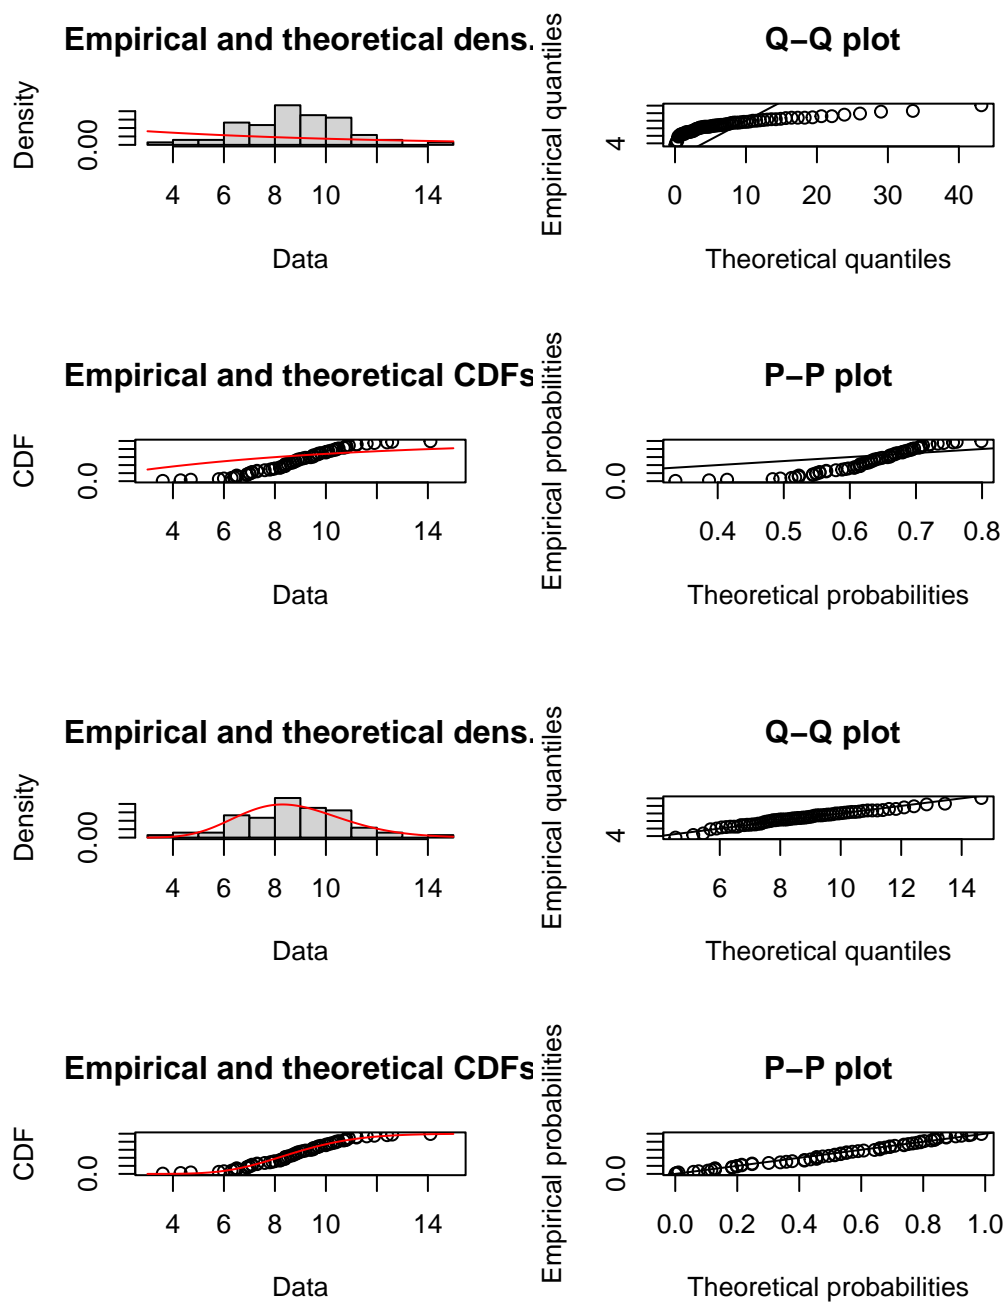 Empirical and theoretical dens.
Density
0.00
4 6 8 10 14
Data
Q−Q plot
Empirical quantiles
4
0 10 20 30 40
Theoretical quantiles
Empirical and theoretical CDFs
CDF
0.0
4 6 8 10 14
Data
P−P plot
Empirical probabilities
0.0
0.4 0.5 0.6 0.7 0.8
Theoretical probabilities
Empirical and theoretical dens.
Density
0.00
4 6 8 10 14
Data
Q−Q plot
Empirical quantiles
4
6 8 10 12 14
Theoretical quantiles
Empirical and theoretical CDFs
CDF
0.0
4 6 8 10 14
Data
P−P plot
Empirical probabilities
0.0
0.0 0.2 0.4 0.6 0.8 1.0
Theoretical probabilities